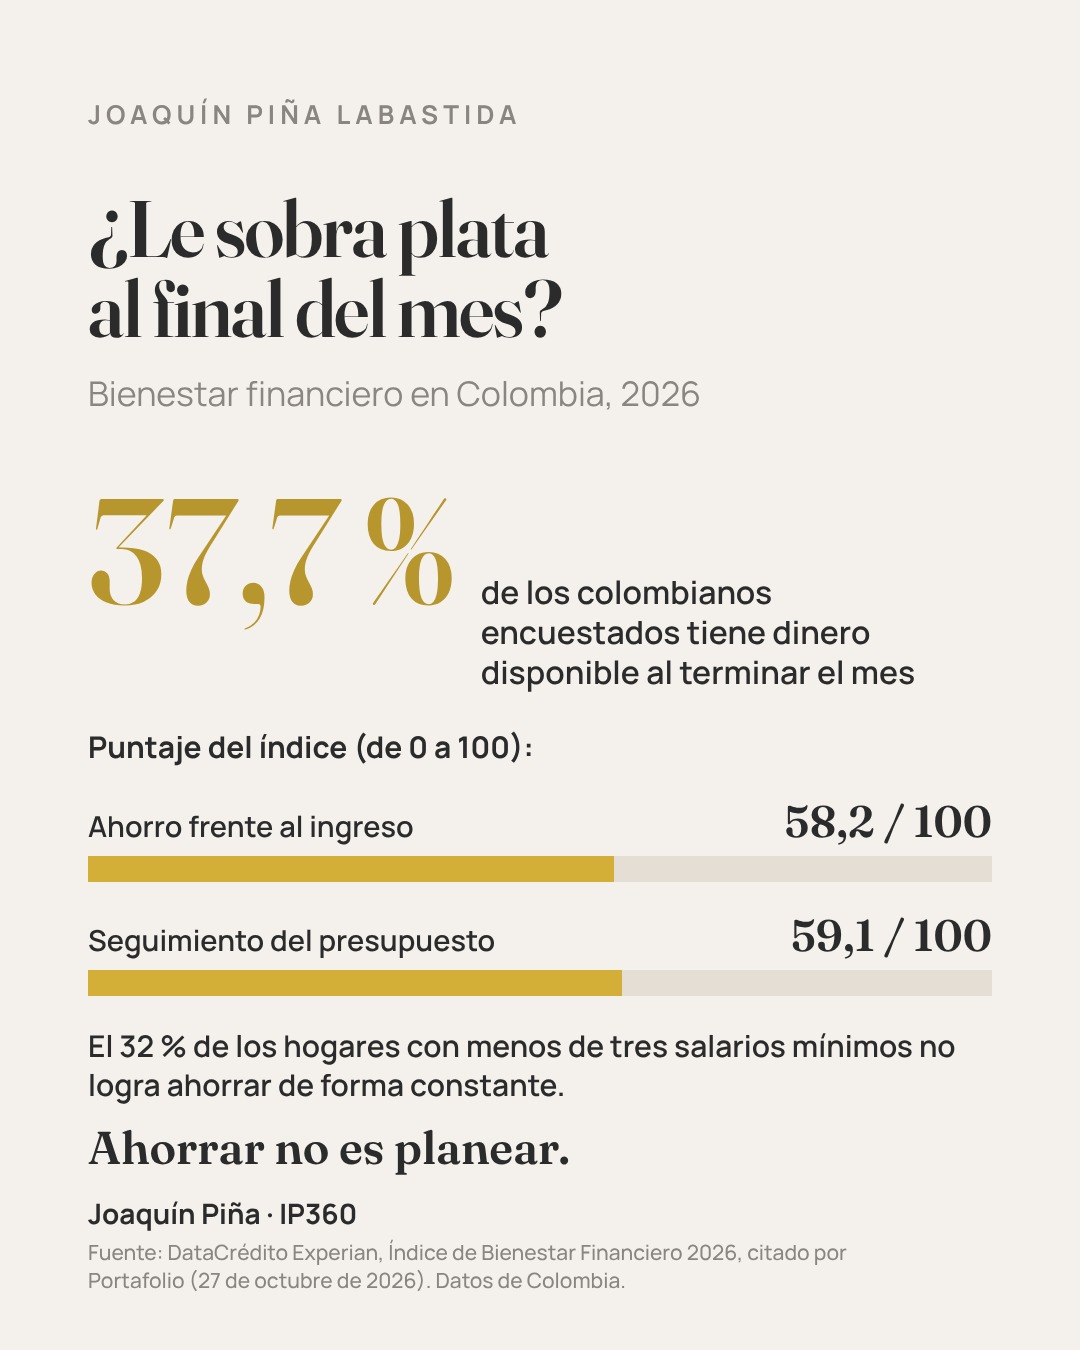 JOAQUÍN PIÑA LABASTIDA
¿Le sobra plata
al final del mes?
Bienestar financiero en Colombia, 2026
37,7 %
de los colombianos
encuestados tiene dinero
disponible al terminar el mes
Puntaje del índice (de 0 a 100):
Ahorro frente al ingreso 58,2 / 100
Seguimiento del presupuesto 59,1 / 100
El 32 % de los hogares con menos de tres salarios mínimos no
logra ahorrar de forma constante.
Ahorrar no es planear.
Joaquín Piña · IP360
Fuente: DataCrédito Experian, Índice de Bienestar Financiero 2026, citado por
Portafolio (27 de octubre de 2026). Datos de Colombia.